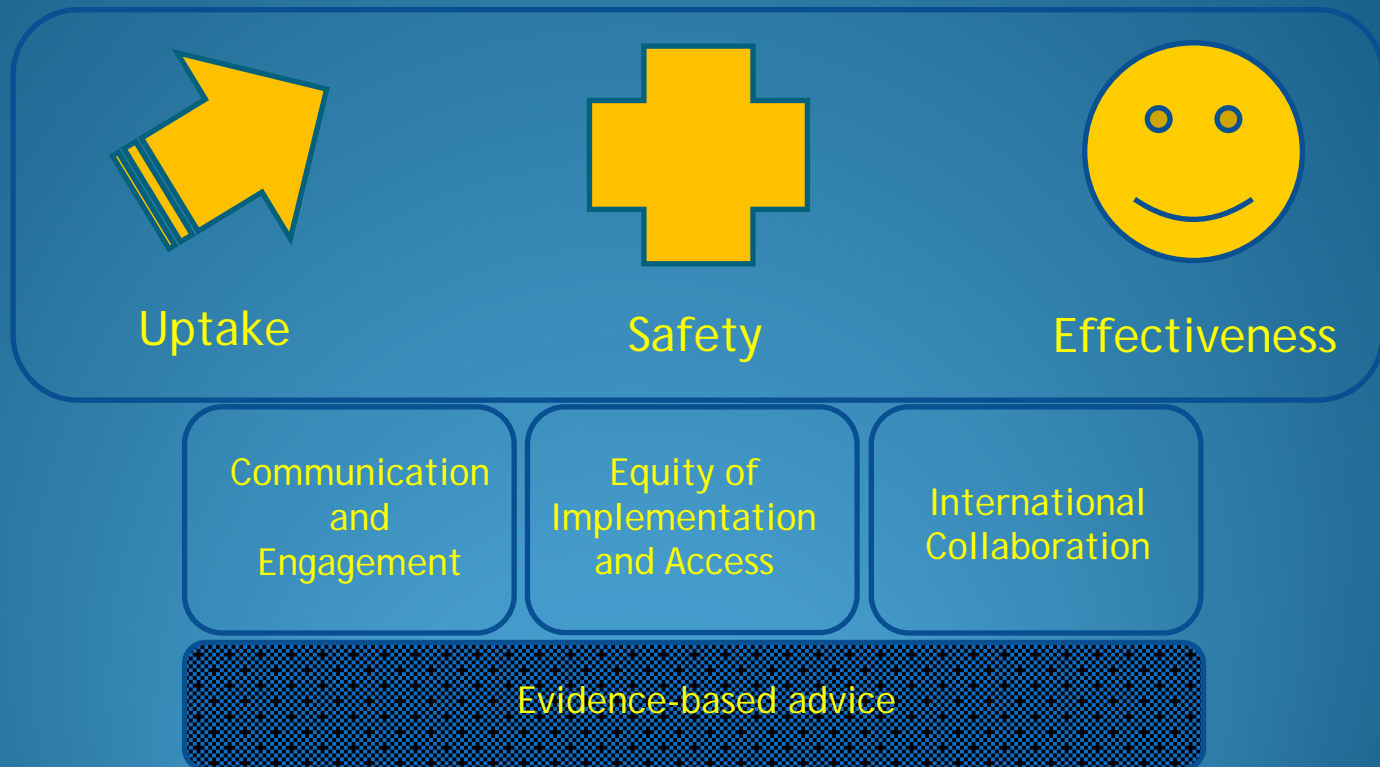 Uptake
Safety
Effectiveness
Communication
and
Engagement
Equity of
Implementation
and Access
International
Collaboration
Evidence-based advice